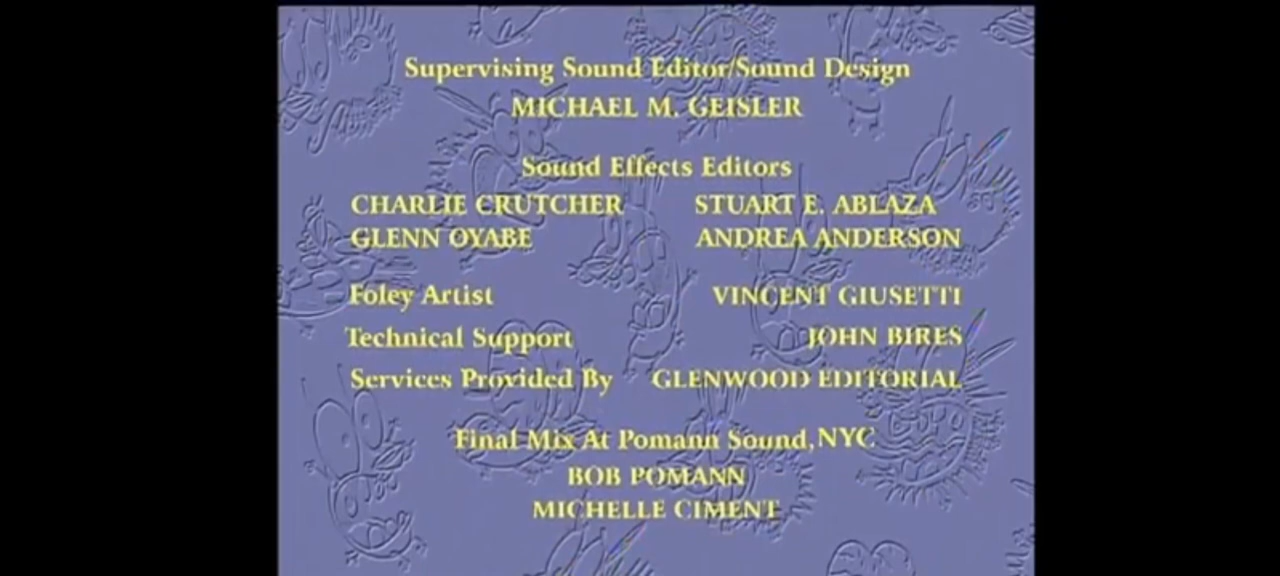 Supervising Sound Editor/Sound Design
MICHAEL M. GEISLER
Sound Effects Editors
CHARLIE CRUTCHER STUART E. ABLAZA
GLENN OYABE ANDREA ANDERSON
Foley Artist VINCENT GIUSETTI
Technical Support JOHN BIRES
Services Provided By GLENWOOD EDITORIAL
Final Mix At Pomann Sound, NYC
BOB POMANN
MICHELLE CIMENT